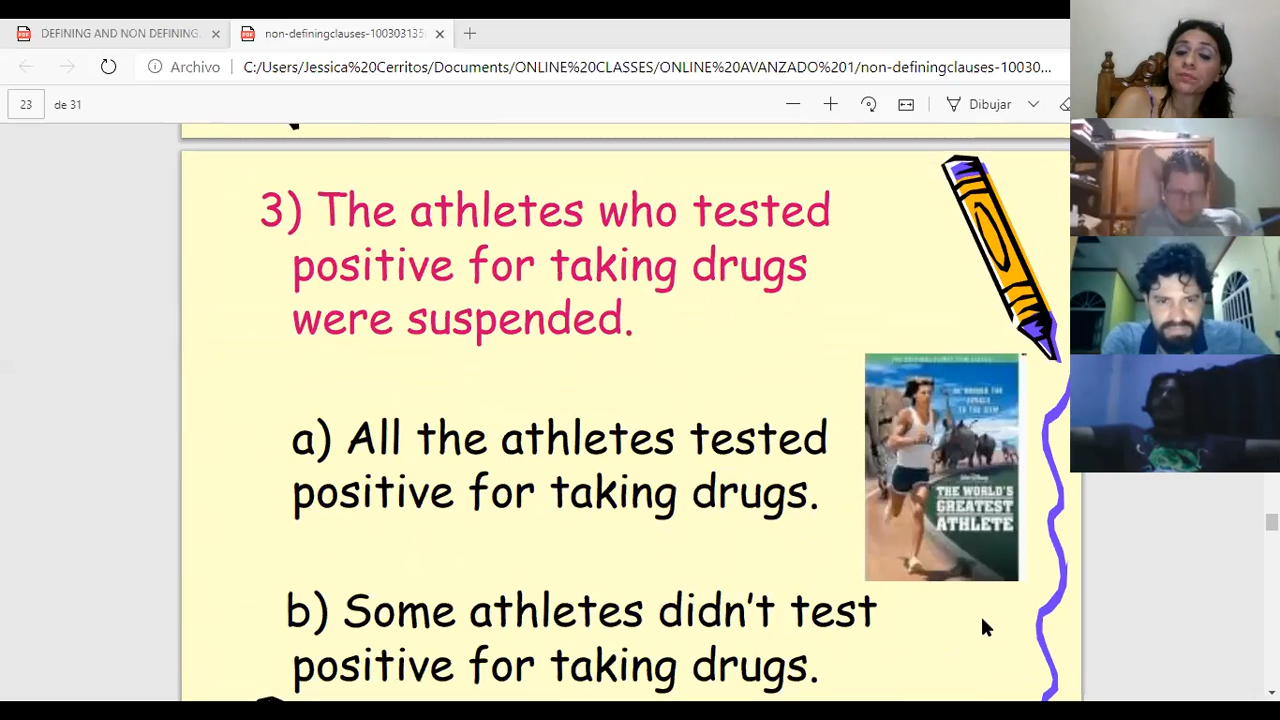 DEFINING AND NON DEFINING
non-definingclauses-100303135
Archivo
C:/Users/Jessica%20Cerritos/Documents/ONLINE%20CLASSES/ONLINE%20AVANZADO%201/non-definingclauses-10030...
23
de 31
Dibujar
3) The athletes who tested
positive for taking drugs
were suspended.
a) All the athletes tested
positive for taking drugs.
THE WORLD'S
GREATEST
ATHLETE
b) Some athletes didn't test
positive for taking drugs.